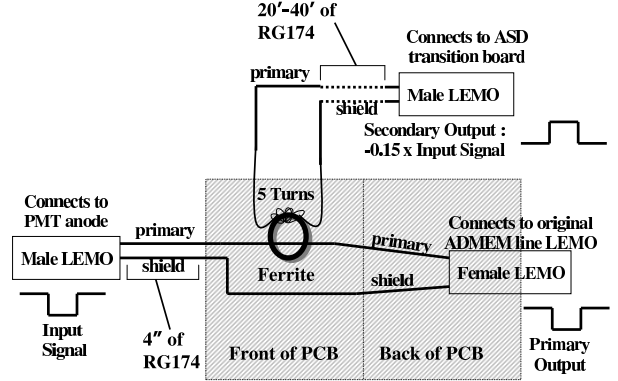 20′-40′ of
RG174
Connects to ASD
transition board
primary
Male LEMO
shield
Secondary Output :
-0.15 x Input Signal
5 Turns
Connects to
PMT anode
primary
Male LEMO
shield
Ferrite
primary
shield
Connects to original
ADMEM line LEMO
Female LEMO
Input
Signal
4″ of
RG174
Front of PCB
Back of PCB
Primary
Output